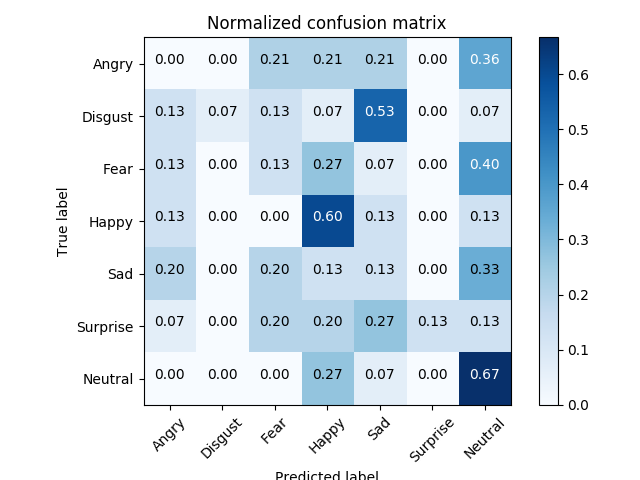 Normalized confusion matrix
True label
Angry 0.00 0.00 0.21 0.21 0.21 0.00 0.36
Disgust 0.13 0.07 0.13 0.07 0.53 0.00 0.07
Fear 0.13 0.00 0.13 0.27 0.07 0.00 0.40
Happy 0.13 0.00 0.00 0.60 0.13 0.00 0.13
Sad 0.20 0.00 0.20 0.13 0.13 0.00 0.33
Surprise 0.07 0.00 0.20 0.20 0.27 0.13 0.13
Neutral 0.00 0.00 0.00 0.27 0.07 0.00 0.67
Angry Disgust Fear Happy Sad Surprise Neutral
Predicted label
0.6
0.5
0.4
0.3
0.2
0.1
0.0